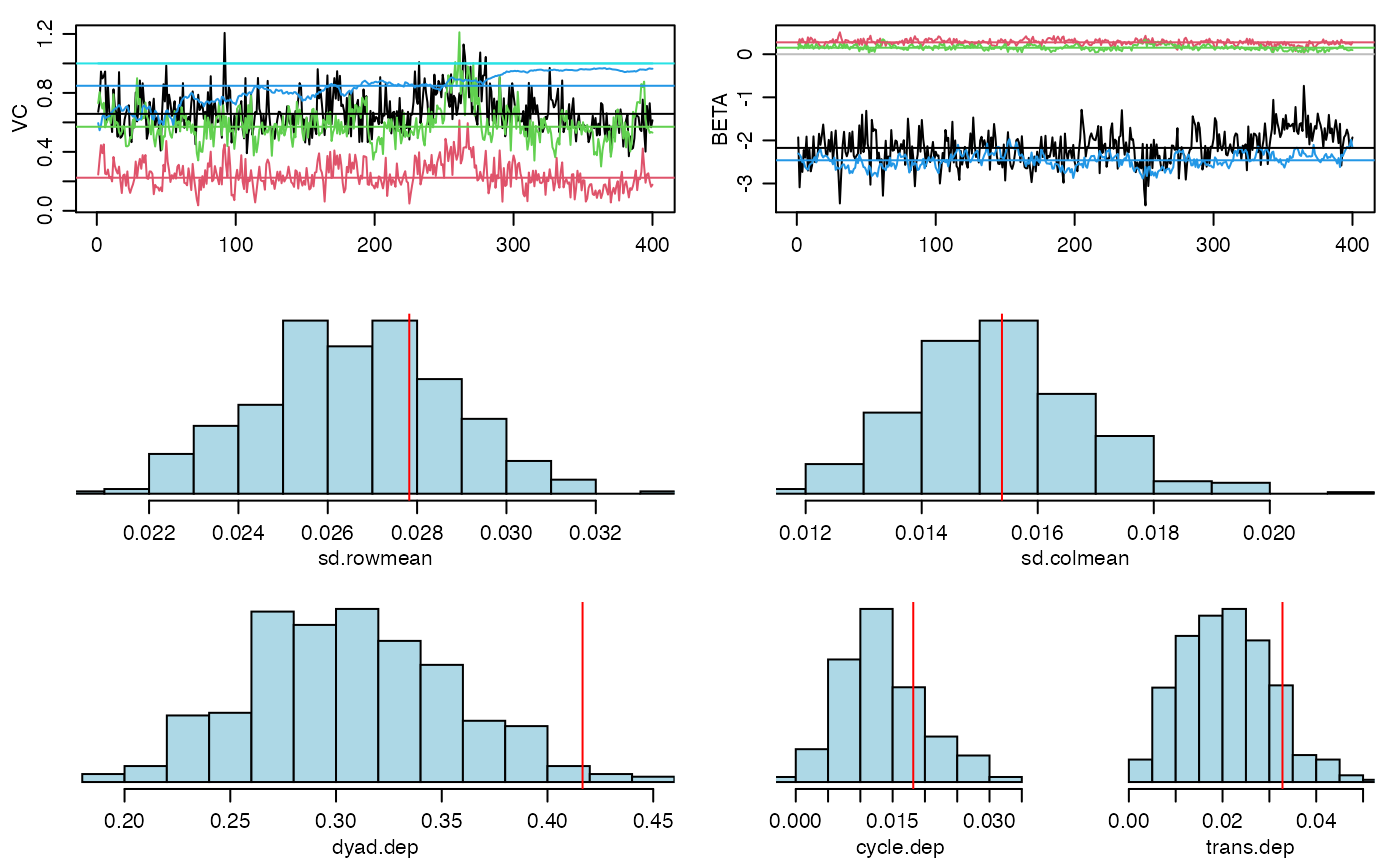 VC
0.0 0.4 0.8 1.2
0 100 200 300 400
BETA
-3 -2 -1 0
0 100 200 300 400
0.022 0.024 0.026 0.028 0.030 0.032
sd.rowmean
0.012 0.014 0.016 0.018 0.020
sd.colmean
0.20 0.25 0.30 0.35 0.40 0.45
dyad.dep
0.000 0.015 0.030
cycle.dep
0.00 0.02 0.04
trans.dep